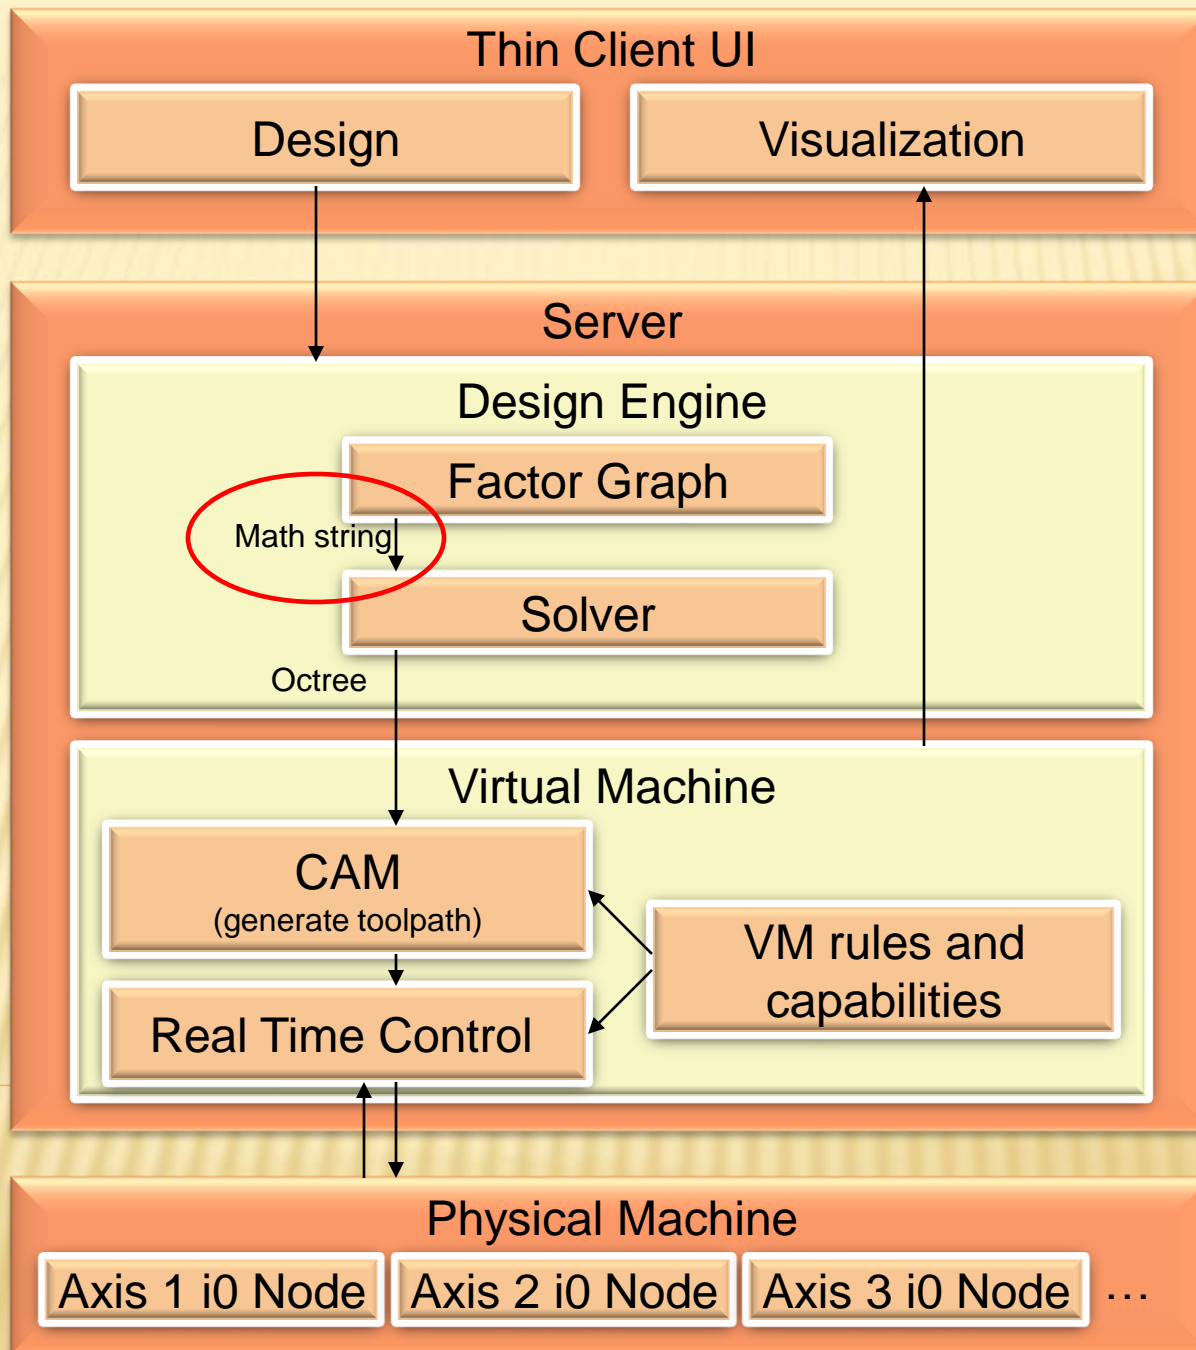 Thin Client UI
Design
Visualization
Server
Design Engine
Factor Graph
Math string
Solver
Octree
Virtual Machine
CAM
(generate toolpath)
VM rules and
capabilities
Real Time Control
Physical Machine
Axis 1 i0 Node
Axis 2 i0 Node
Axis 3 i0 Node
…